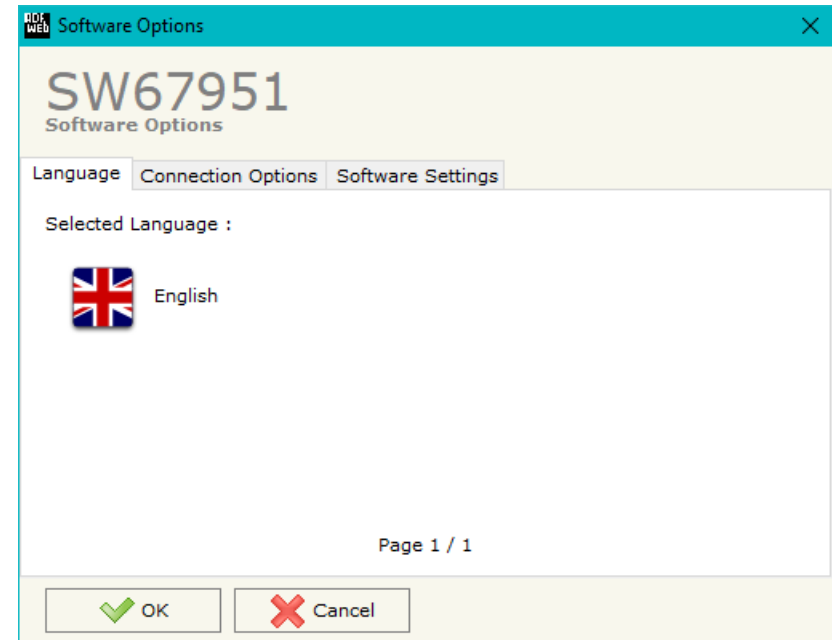 ADF
WEB
Software Options
SW67951
Software Options
Language Connection Options Software Settings
Selected Language :
English
Page 1 / 1
OK Cancel